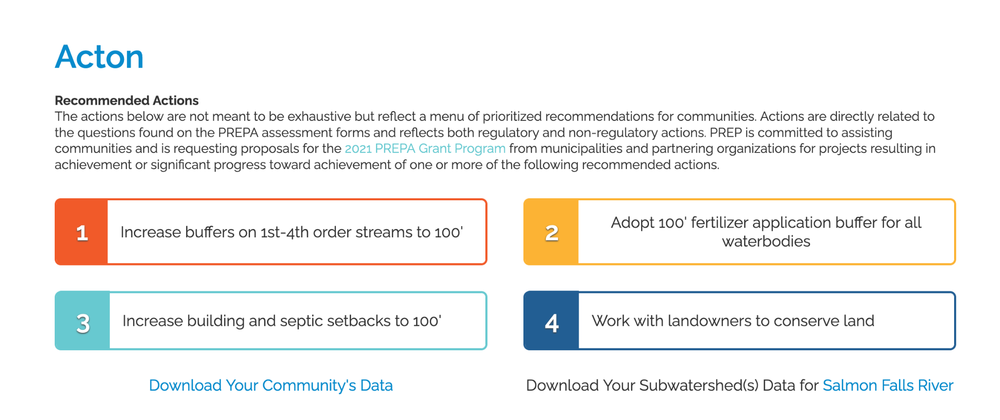 Acton
Recommended Actions
The actions below are not meant to be exhaustive but reflect a menu of prioritized recommendations for communities. Actions are directly related to
the questions found on the PREPA assessment forms and reflects both regulatory and non-regulatory actions. PREP is committed to assisting
communities and is requesting proposals for the 2021 PREPA Grant Program from municipalities and partnering organizations for projects resulting in
achievement or significant progress toward achievement of one or more of the following recommended actions.
1 Increase buffers on 1st-4th order streams to 100'
2 Adopt 100' fertilizer application buffer for all
waterbodies
3 Increase building and septic setbacks to 100'
4 Work with landowners to conserve land
Download Your Community's Data
Download Your Subwatershed(s) Data for Salmon Falls River